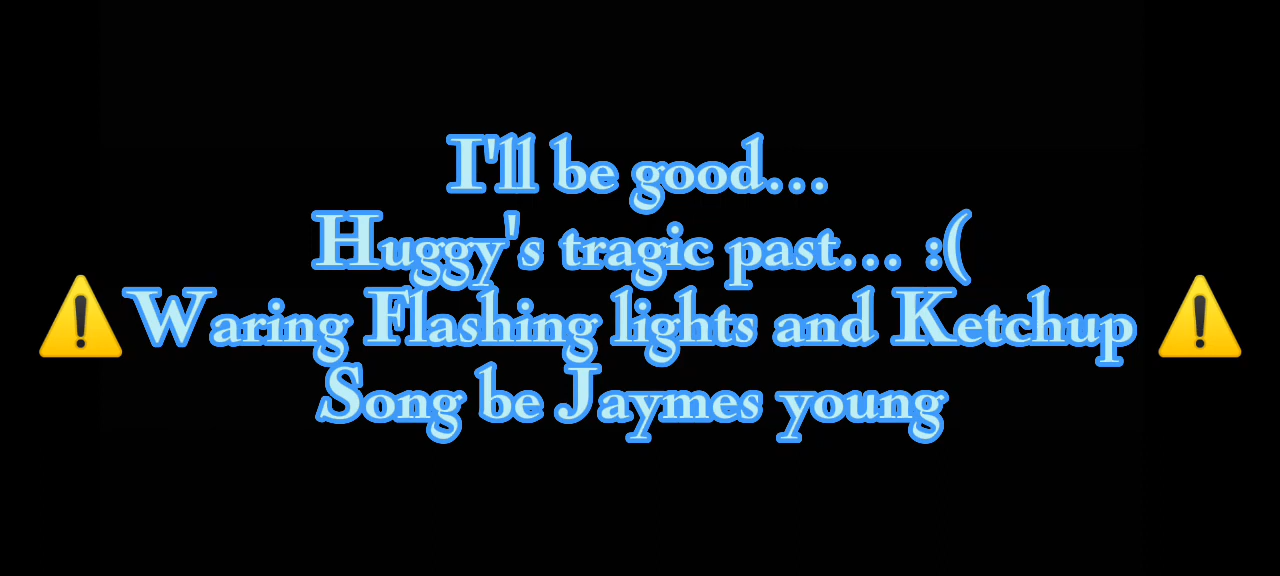 I'll be good...
Huggy's tragic past... :(
⚠️Waring Flashing lights and Ketchup ⚠️
Song be Jaymes young